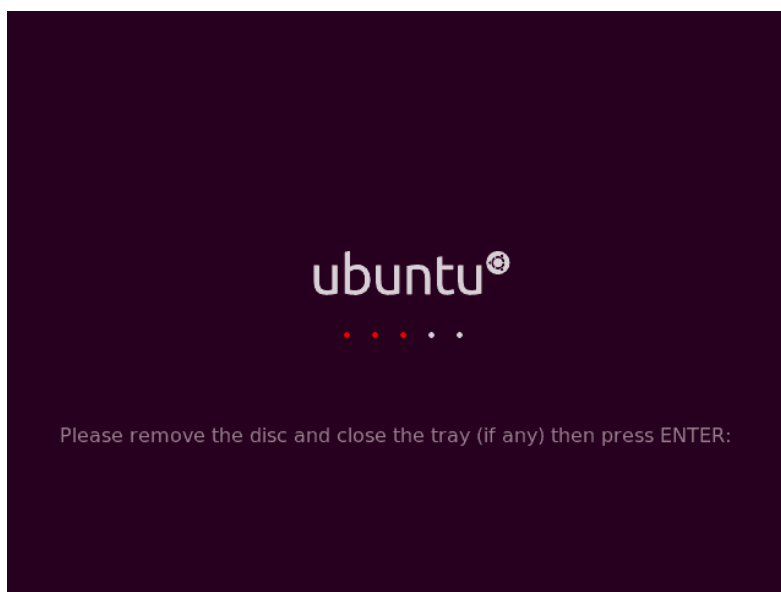 ubuntu
Please remove the disc and close the tray (if any) then press ENTER: